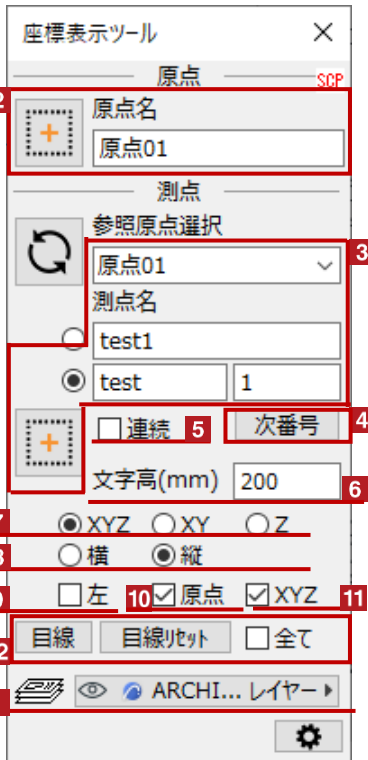 座標表示ツール
原点
SCP
2
原点名
原点01
測点
参照原点選択
3
原点01
測点名
test1
test 1
連続 5 次番号 4
文字高(mm) 200
6
XYZ XY Z
横 縦
左 10 原点 XYZ 11
2 目線 目線リセット 全て
ARCHI... レイヤー